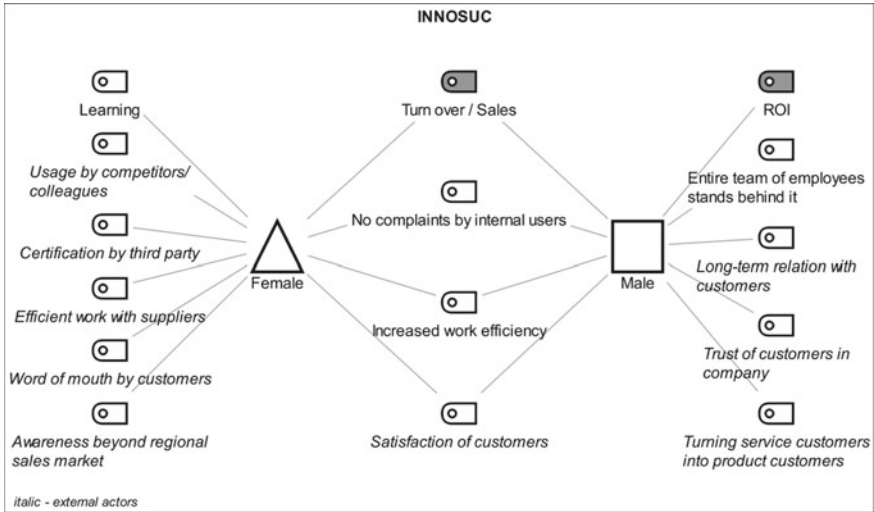 INNOSUC
Learning
Turn over / Sales
ROI
Usage by competitors/
colleagues
No complaints by internal users
Entire team of employees
stands behind it
Certification by third party
Female
Male
Long-term relation with
customers
Efficient work with suppliers
Increased work efficiency
Trust of customers in
company
Word of mouth by customers
Awareness beyond regional
sales market
Satisfaction of customers
Turning service customers
into product customers
italic - external actors